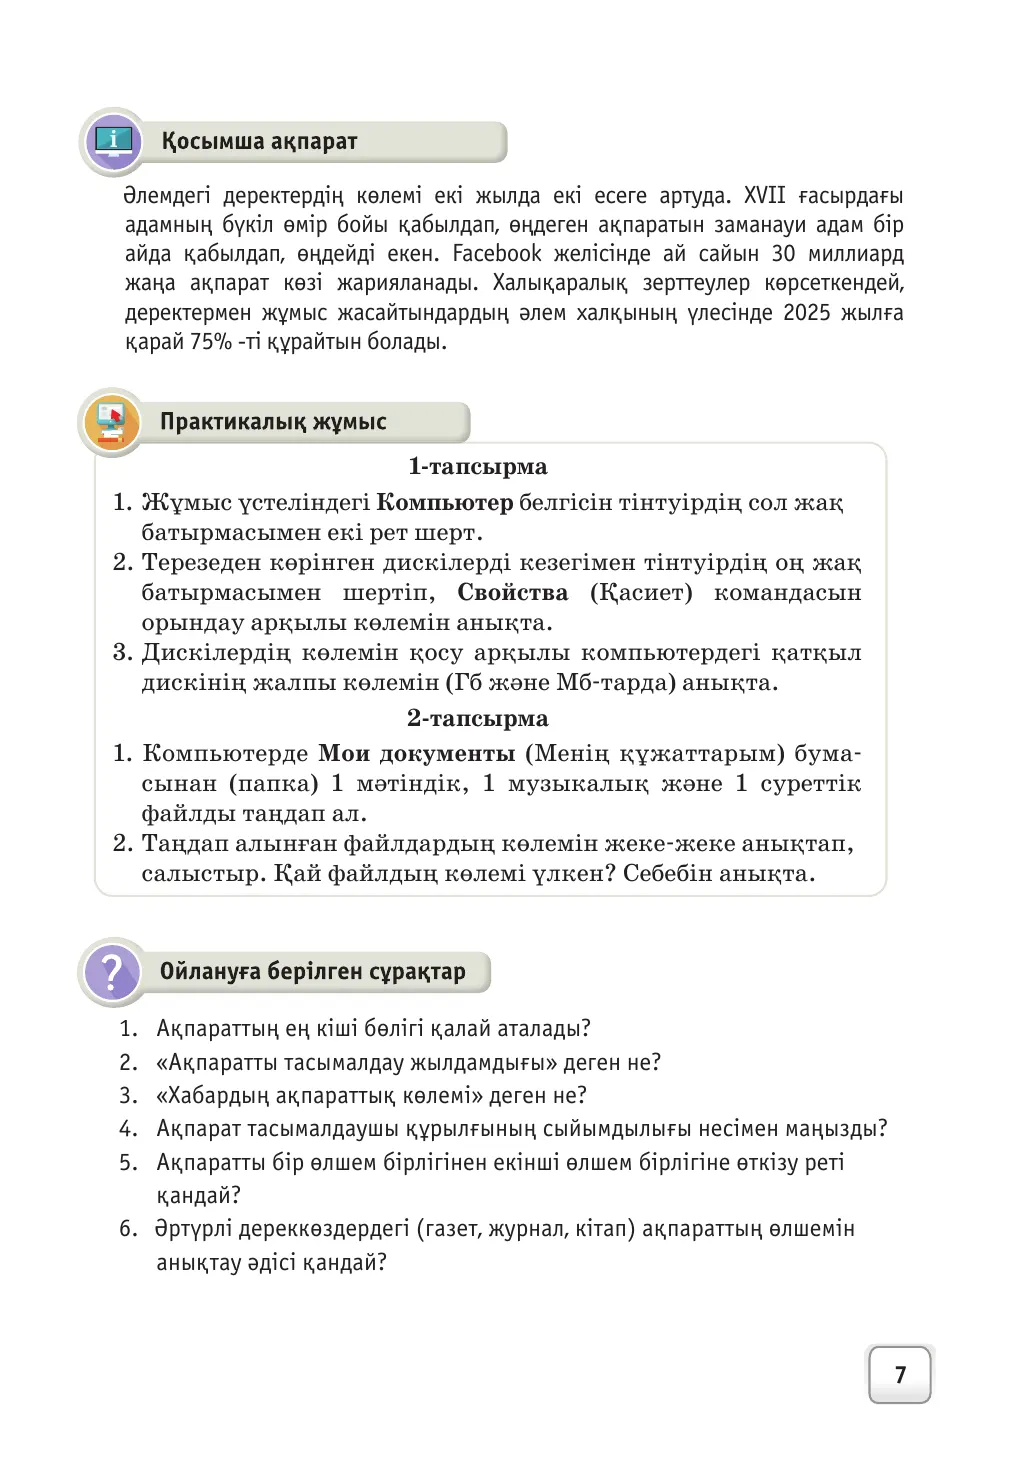 Қосымша ақпарат
Әлемдегі деректердің көлемі екі жылда екі есеге артуда. XVII ғасырдағы
адамның бүкіл өмір бойы қабылдап, өңдеген ақпаратын заманауи адам бір
айда қабылдап, өңдейді екен. Facebook желісінде ай сайын 30 миллиард
жаңа ақпарат көзі жарияланады. Халықаралық зерттеулер көрсеткендей,
деректермен жұмыс жасайтындардың әлем халқының үлесінде 2025 жылға
қарай 75% -ті құрайтын болады.
Практикалық жұмыс
1-тапсырма
1. Жұмыс үстеліндегі Компьютер белгісін тінтуірдің сол жақ
батырмасымен екі рет шерт.
2. Терезеден көрінген дискілерді кезегімен тінтуірдің оң жақ
батырмасымен шертіп, Свойства (Қасиет) командасын
орындау арқылы көлемін анықта.
3. Дискілердің көлемін қосу арқылы компьютердегі қатқыл
дискінің жалпы көлемін (Гб және Мб-тарда) анықта.
2-тапсырма
1. Компьютерде Мои документы (Менің құжаттарым) бума-
сынан (папка) 1 мәтіндік, 1 музыкалық және 1 суреттік
файлды таңдап ал.
2. Таңдап алынған файлдардың көлемін жеке-жеке анықтап,
салыстыр. Қай файлдың көлемі үлкен? Себебін анықта.
Ойлануға берілген сұрақтар
1. Ақпараттың ең кіші бөлігі қалай аталады?
2. «Ақпаратты тасымалдау жылдамдығы» деген не?
3. «Хабардың ақпараттық көлемі» деген не?
4. Ақпарат тасымалдаушы құрылғының сыйымдылығы несімен маңызды?
5. Ақпаратты бір өлшем бірлігінен екінші өлшем бірлігіне өткізу реті
қандай?
6. Әртүрлі дереккөздердегі (газет, журнал, кітап) ақпараттың өлшемін
анықтау әдісі қандай?
7